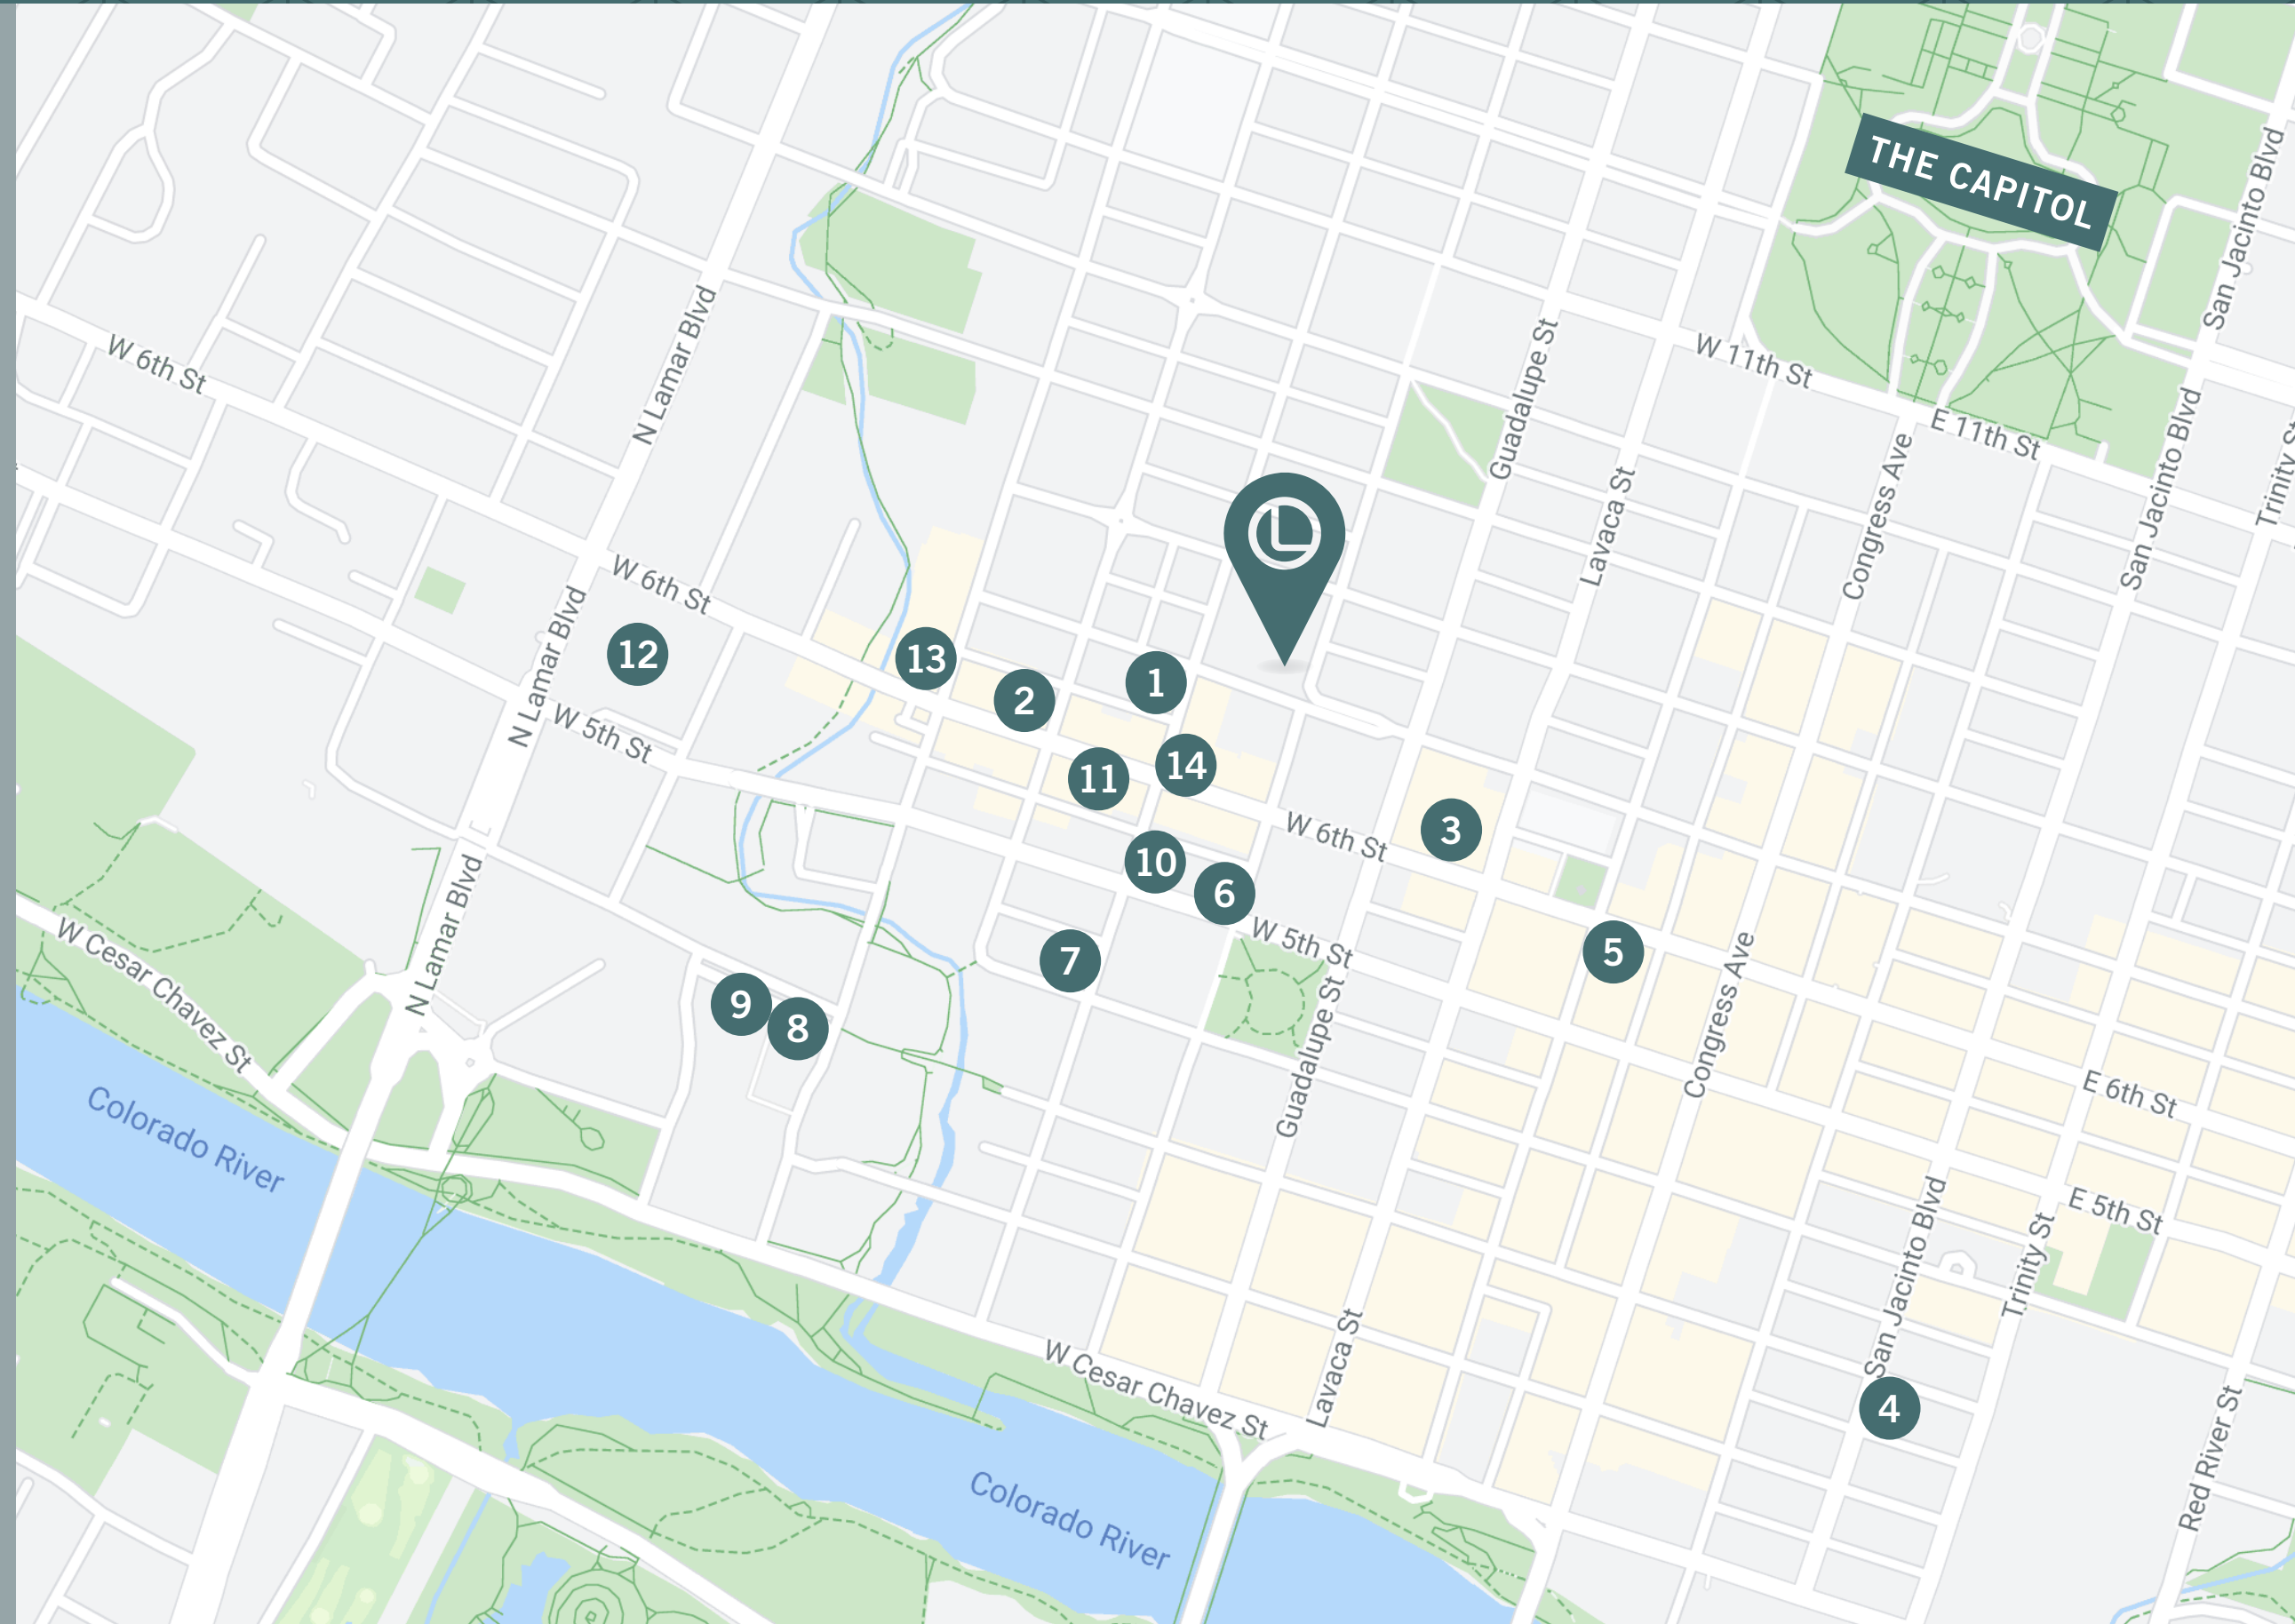 THE CAPITOL
San Jacinto Blvd
W 6th St
N Lamar Blvd
Guadalupe St
W 11th St
E 11th St
San Jacinto Blvd
Trinity St
Lavaca St
Congress Ave
W 6th St
N Lamar Blvd
12
13
2
1
W 5th St
11
14
W 6th St
3
10
6
W 5th St
5
7
W Cesar Chavez St
N Lamar Blvd
9
8
Guadalupe St
Congress Ave
E 6th St
Colorado River
E 5th St
San Jacinto Blvd
Trinity St
W Cesar Chavez St
Lavaca St
4
Red River St
Colorado River